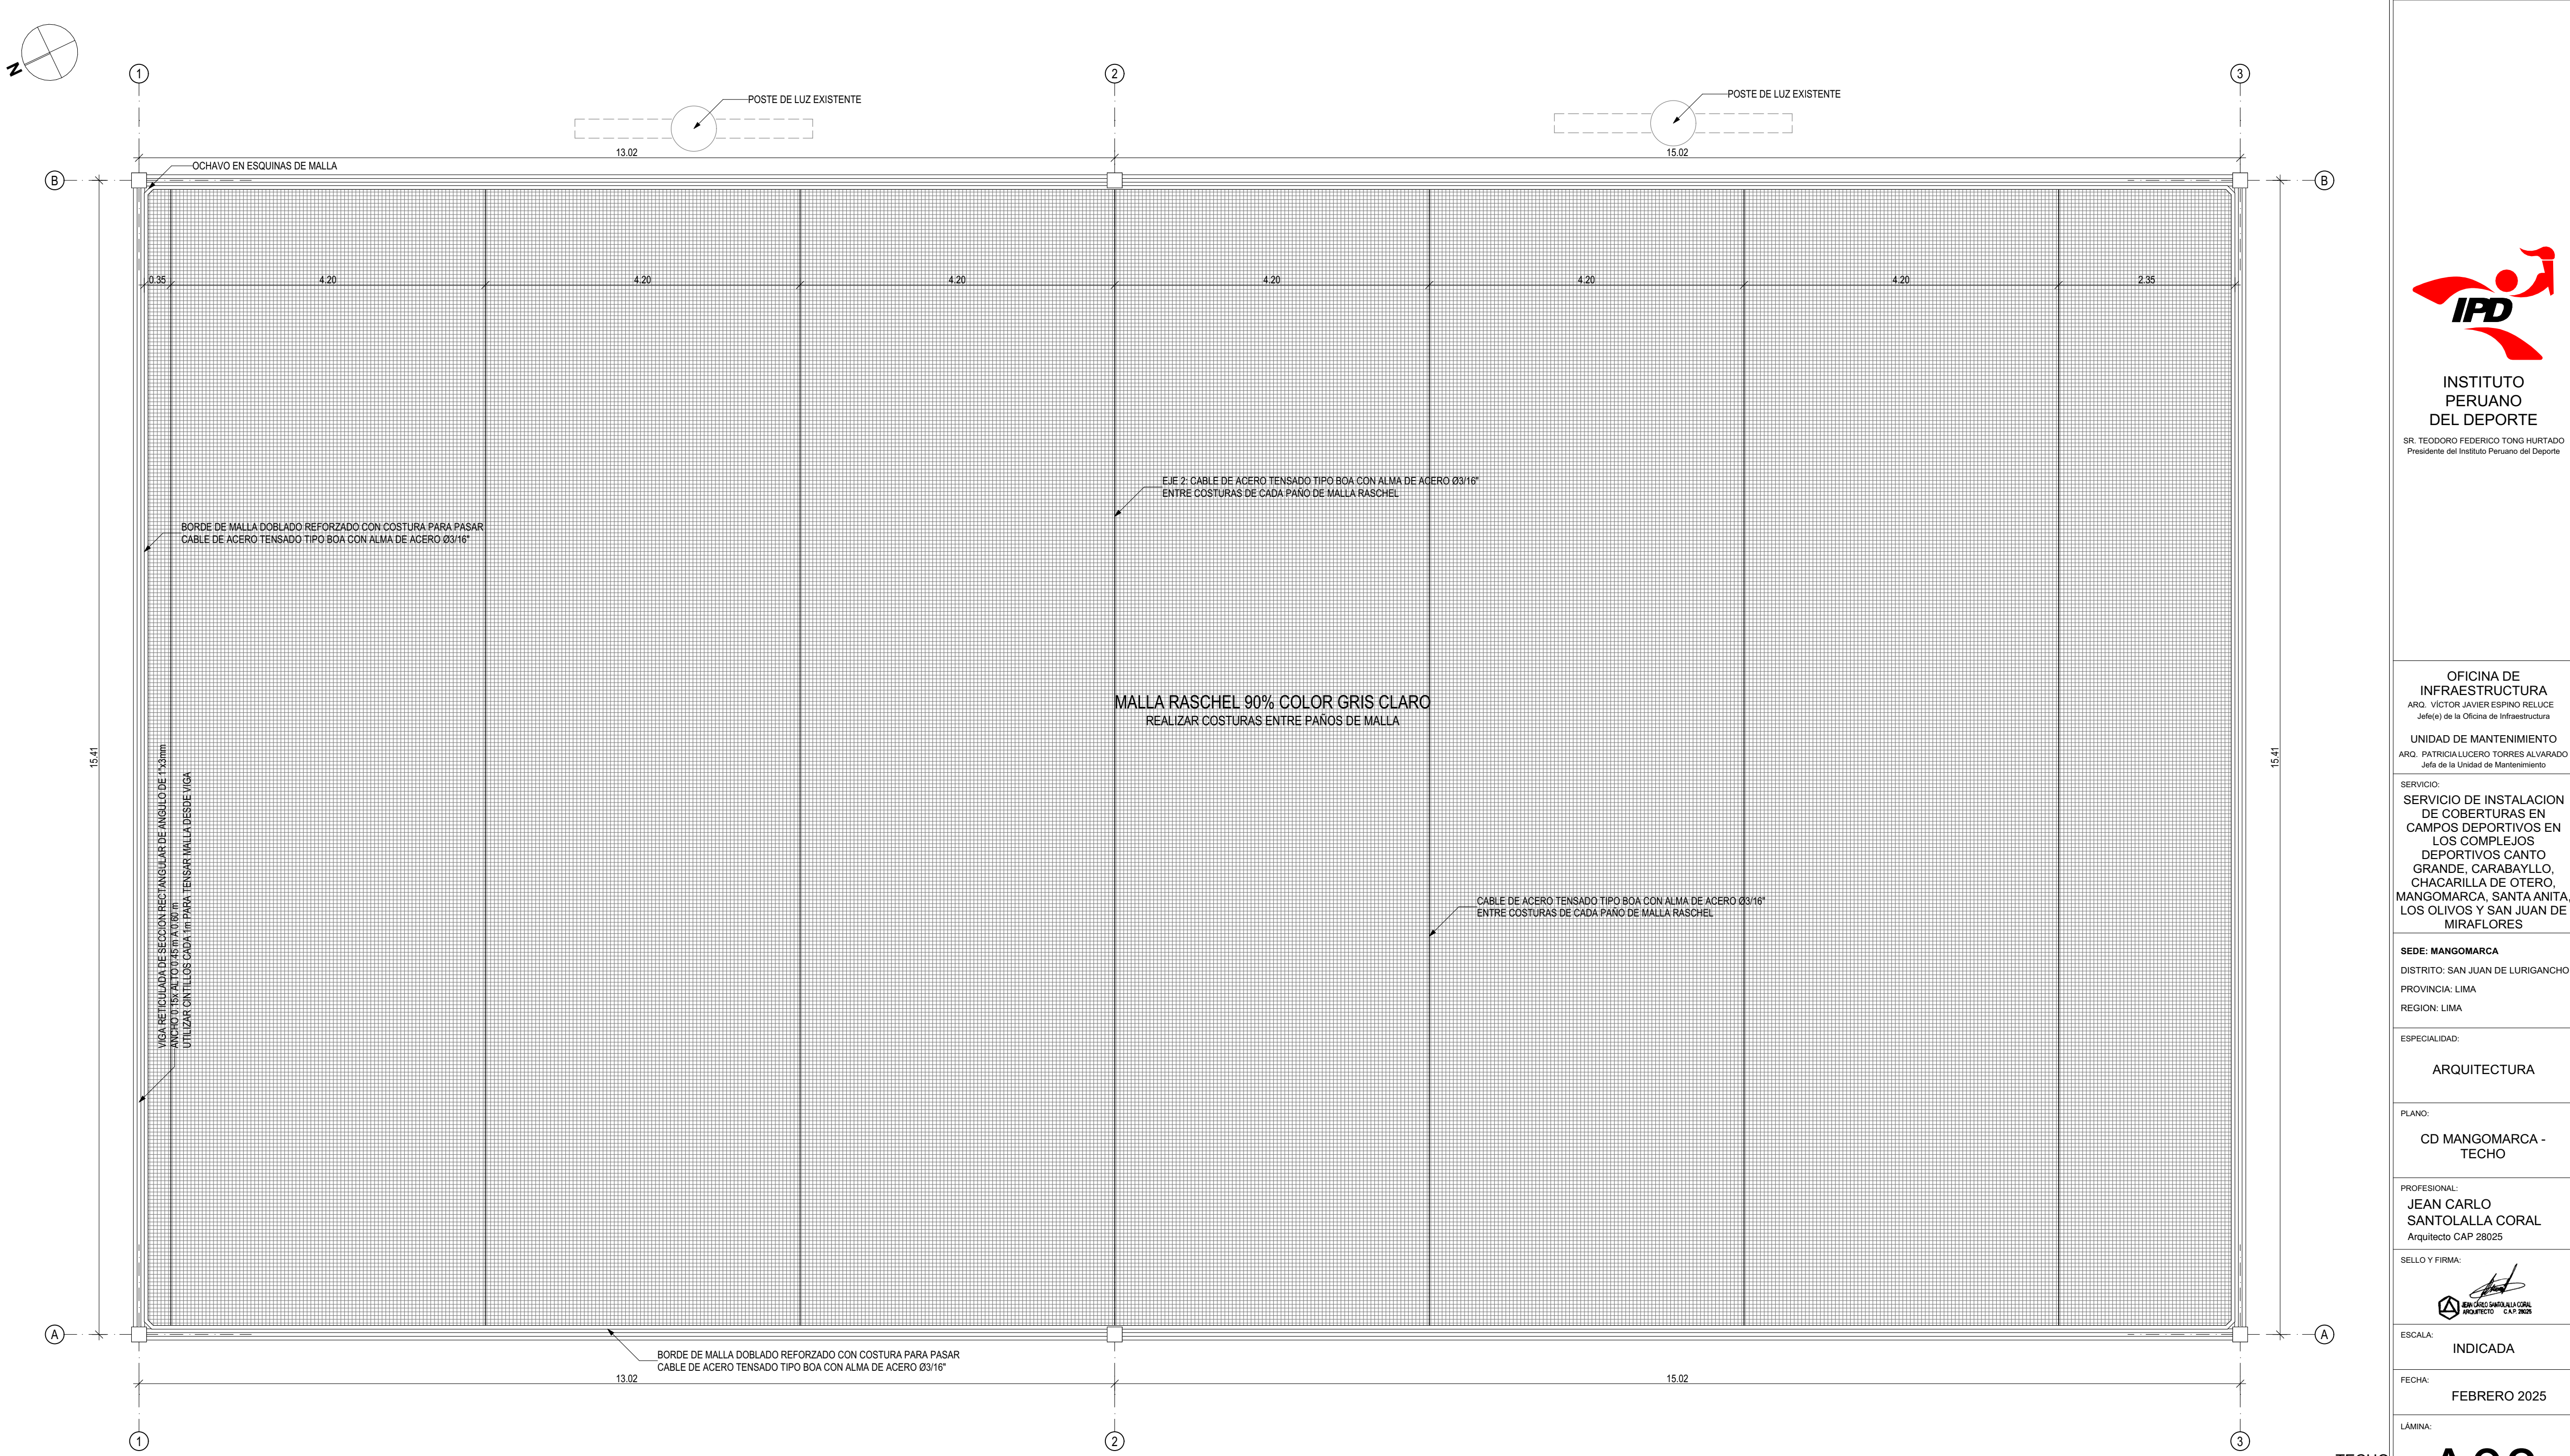 N
1
2
3
POSTE DE LUZ EXISTENTE
POSTE DE LUZ EXISTENTE
13.02
15.02
OCHAVO EN ESQUINAS DE MALLA
B
B
0.35
4.20
4.20
4.20
4.20
4.20
4.20
2.35
EJE 2: CABLE DE ACERO TENSADO TIPO BOA CON ALMA DE ACERO Ø3/16"
ENTRE COSTURAS DE CADA PAÑO DE MALLA RASCHEL
BORDE DE MALLA DOBLADO REFORZADO CON COSTURA PARA PASAR
CABLE DE ACERO TENSADO TIPO BOA CON ALMA DE ACERO Ø3/16"
MALLA RASCHEL 90% COLOR GRIS CLARO
REALIZAR COSTURAS ENTRE PAÑOS DE MALLA
15.41
15.41
VIGA RETICULADA DE SECCION RECTANGULAR DE ANGULO DE 1"x3mm
ANCHO 0.15x ALTO 0.45 m A 0.60 m
UTILIZAR CINTILLOS CADA 1m PARA TENSAR MALLA DESDE VIGA
CABLE DE ACERO TENSADO TIPO BOA CON ALMA DE ACERO Ø3/16"
ENTRE COSTURAS DE CADA PAÑO DE MALLA RASCHEL
A
A
BORDE DE MALLA DOBLADO REFORZADO CON COSTURA PARA PASAR
CABLE DE ACERO TENSADO TIPO BOA CON ALMA DE ACERO Ø3/16"
13.02
15.02
1
2
3
IPD
INSTITUTO
PERUANO
DEL DEPORTE
SR. TEODORO FEDERICO TONG HURTADO
Presidente del Instituto Peruano del Deporte
OFICINA DE
INFRAESTRUCTURA
ARQ. VÍCTOR JAVIER ESPINO RELUCE
Jefe(e) de la Oficina de Infraestructura
UNIDAD DE MANTENIMIENTO
ARQ. PATRICIA LUCERO TORRES ALVARADO
Jefa de la Unidad de Mantenimiento
SERVICIO:
SERVICIO DE INSTALACION
DE COBERTURAS EN
CAMPOS DEPORTIVOS EN
LOS COMPLEJOS
DEPORTIVOS CANTO
GRANDE, CARABAYLLO,
CHACARILLA DE OTERO,
MANGOMARCA, SANTA ANITA,
LOS OLIVOS Y SAN JUAN DE
MIRAFLORES
SEDE: MANGOMARCA
DISTRITO: SAN JUAN DE LURIGANCHO
PROVINCIA: LIMA
REGION: LIMA
ESPECIALIDAD:
ARQUITECTURA
PLANO:
CD MANGOMARCA -
TECHO
PROFESIONAL:
JEAN CARLO
SANTOLALLA CORAL
Arquitecto CAP 28025
SELLO Y FIRMA:
JEAN CARLO SANTOLALLA CORAL
ARQUITECTO C.A.P. 28025
ESCALA:
INDICADA
FECHA:
FEBRERO 2025
LÁMINA: